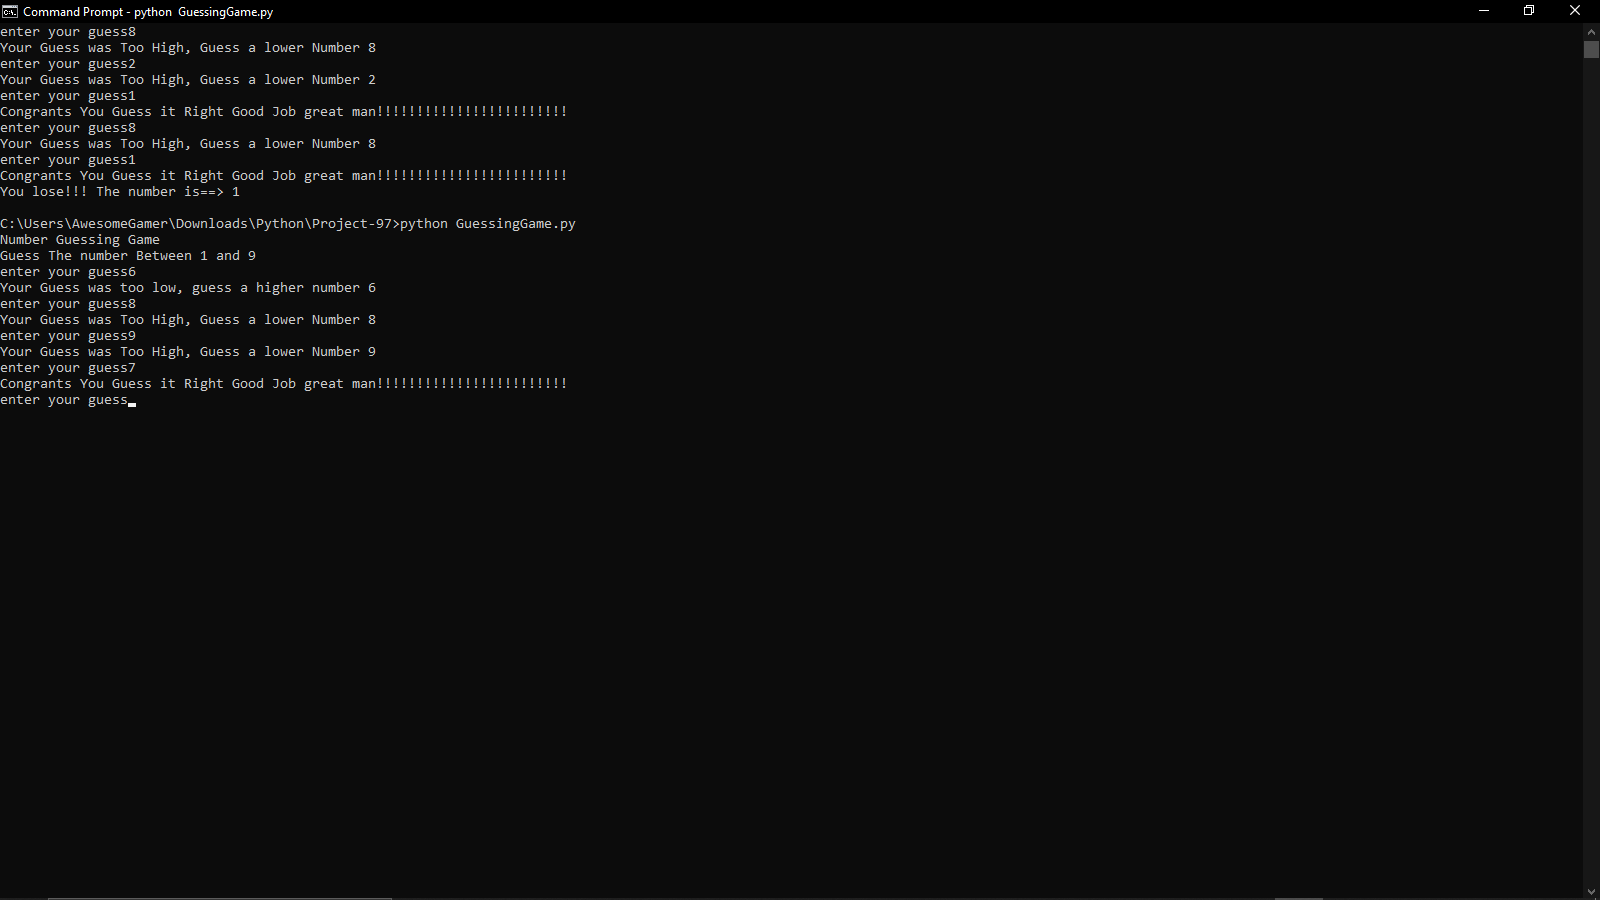 Command Prompt - python  GuessingGame.py
enter your guess8
Your Guess was Too High, Guess a lower Number 8
enter your guess2
Your Guess was Too High, Guess a lower Number 2
enter your guess1
Congrants You Guess it Right Good Job great man!!!!!!!!!!!!!!!!!!!!!!!!
enter your guess8
Your Guess was Too High, Guess a lower Number 8
enter your guess1
Congrants You Guess it Right Good Job great man!!!!!!!!!!!!!!!!!!!!!!!!
You lose!!! The number is==> 1
C:\Users\AwesomeGamer\Downloads\Python\Project-97>python GuessingGame.py
Number Guessing Game
Guess The number Between 1 and 9
enter your guess6
Your Guess was too low, guess a higher number 6
enter your guess8
Your Guess was Too High, Guess a lower Number 8
enter your guess9
Your Guess was Too High, Guess a lower Number 9
enter your guess7
Congrants You Guess it Right Good Job great man!!!!!!!!!!!!!!!!!!!!!!!!
enter your guess